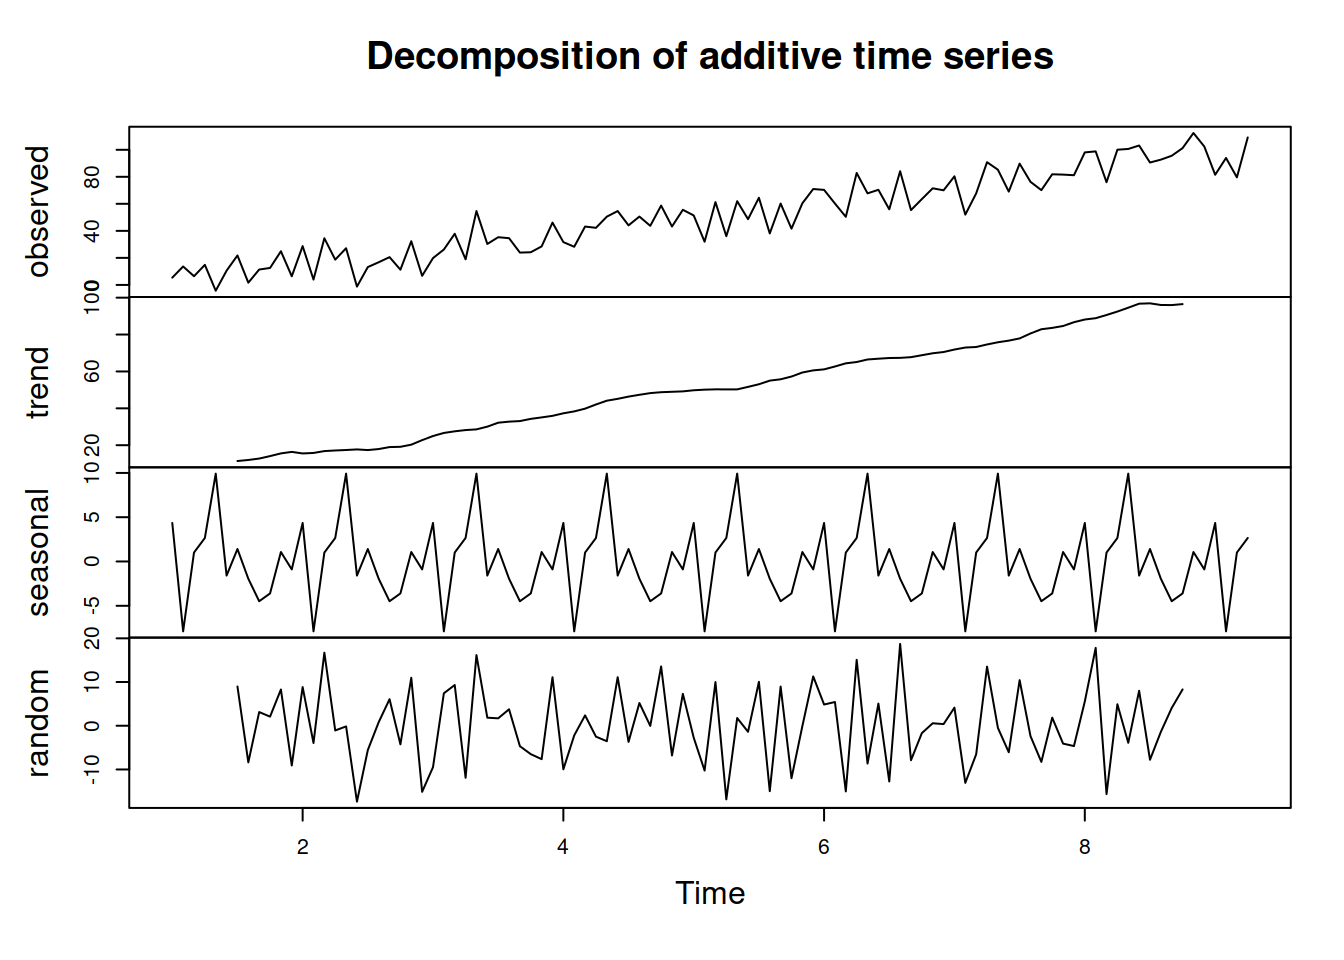 Decomposition of additive time series
observed
0 40 80
trend
20 60 100
seasonal
-5 0 5 10
random
-10 0 10 20
2 4 6 8
Time